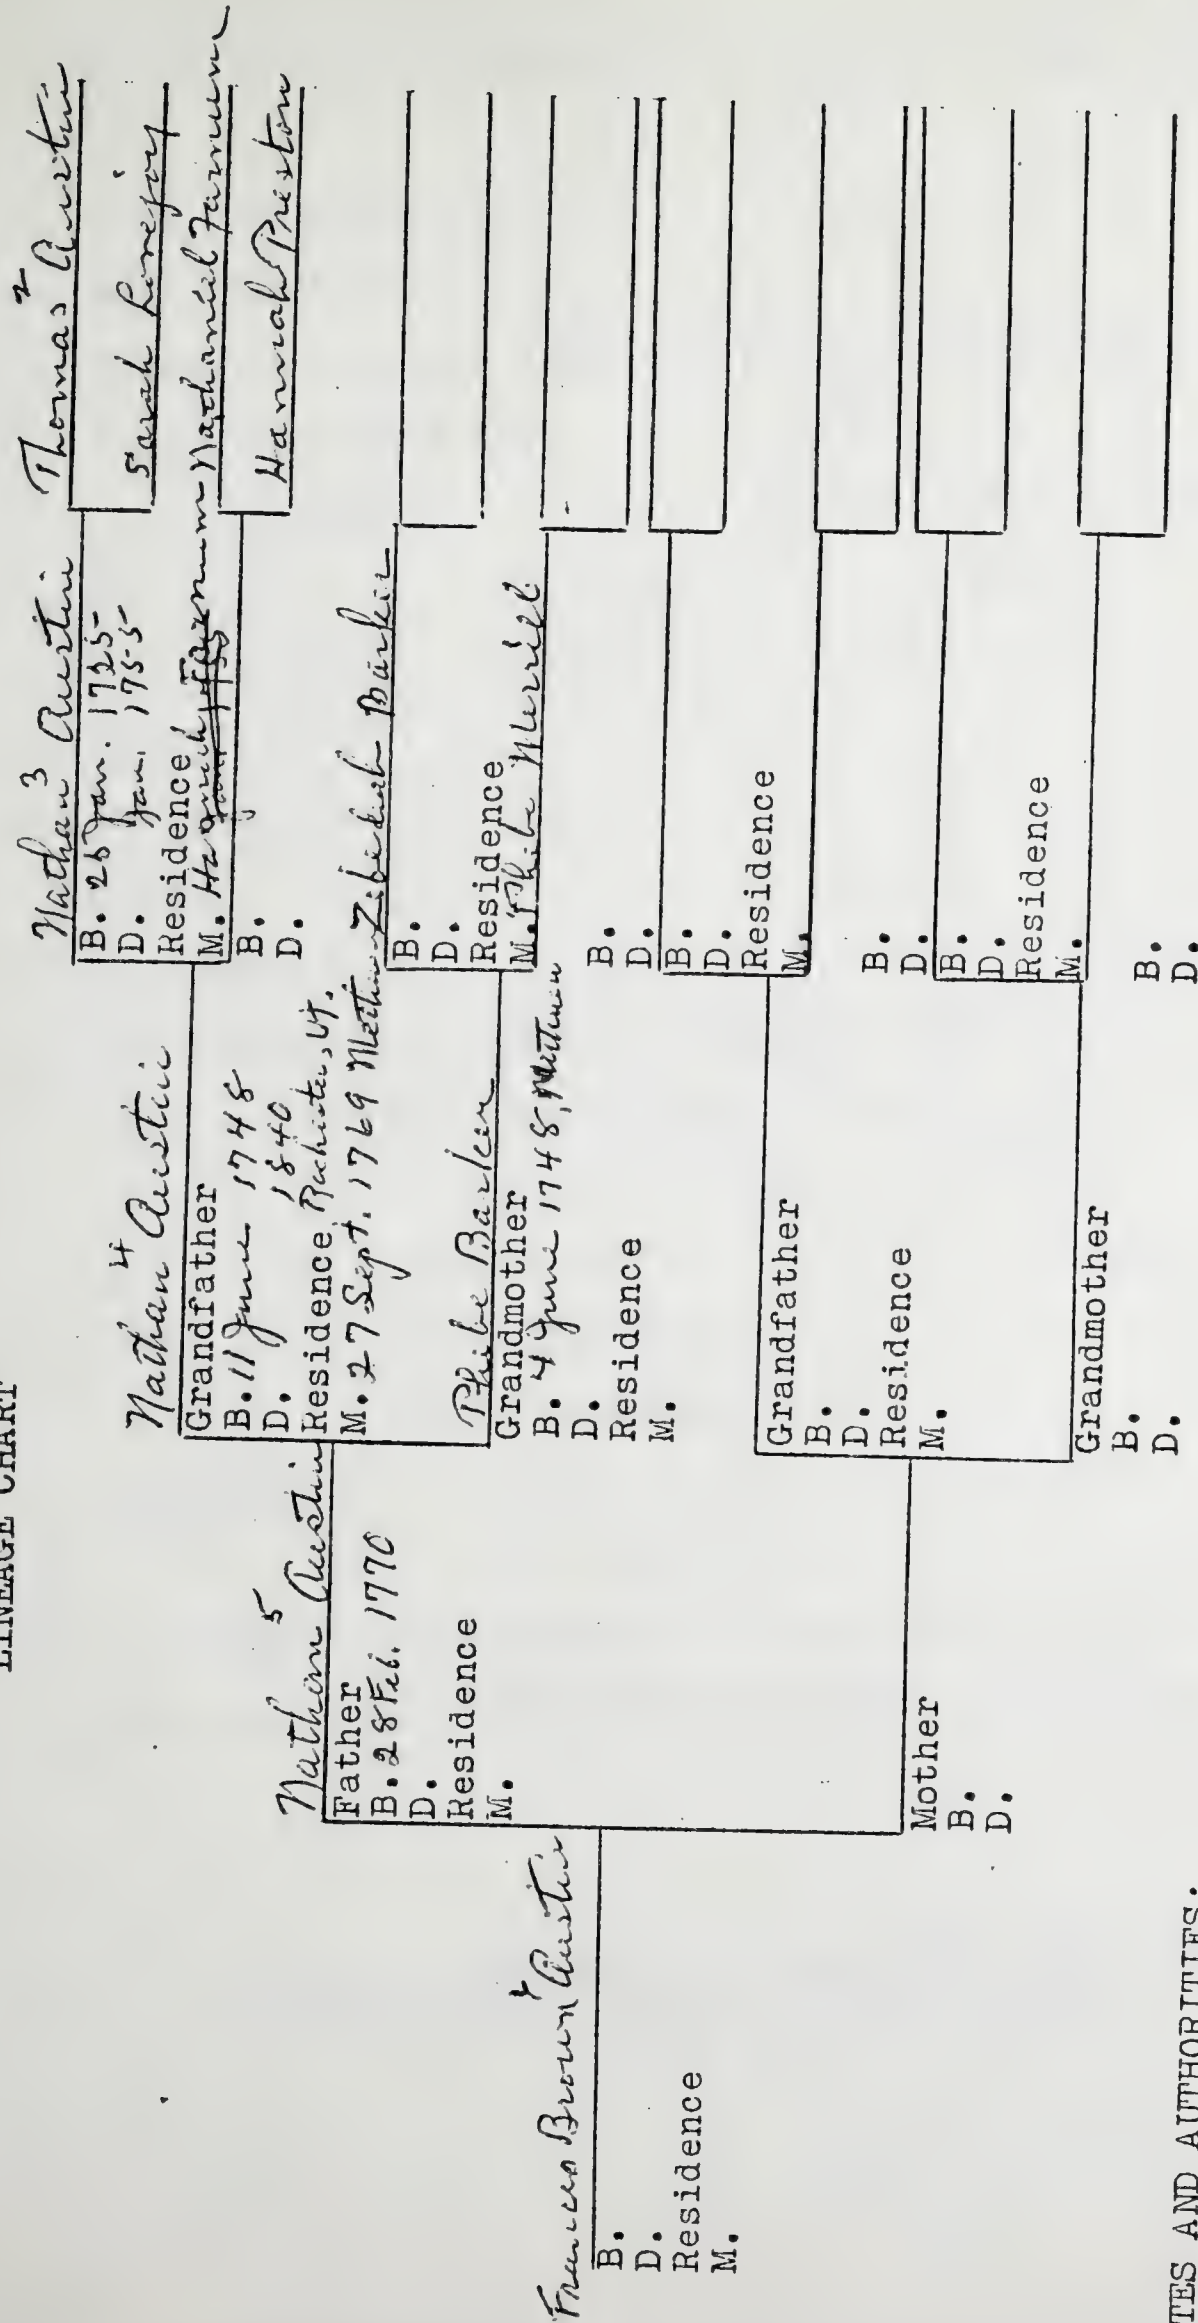 LINEAGE CHART
Francis Brown Austin
B.
D.
Residence
M.
Nathan 5 Austin
Father
B. 28 Feb. 1770
D.
Residence
M.
Mother
B.
D.
Nathan 4 Austin
Grandfather
B. 11 June 1748
D. 1840
Residence Rochester, Vt.
M. 27 Sept. 1769 Methuen
Phebe Barker
Grandmother
B. 4 June 1748, Methuen
D.
Residence
M.
Grandfather
B.
D.
Residence
M.
Grandmother
B.
D.
Nathan 3 Austin
B. 25 Jan. 1725
D. Jan. 1755
Residence
M. Hannah Farnum
B.
D.
Zebediah Barker
B.
D.
Residence
M. Phebe Merrill
B.
D.
B.
D.
Residence
M.
B.
D.
B.
D.
Residence
M.
B.
D.
Thomas 2 Austin
Sarah Lovejoy
Nathaniel Farnum
Hannah Preston
TES AND AUTHORITIES.